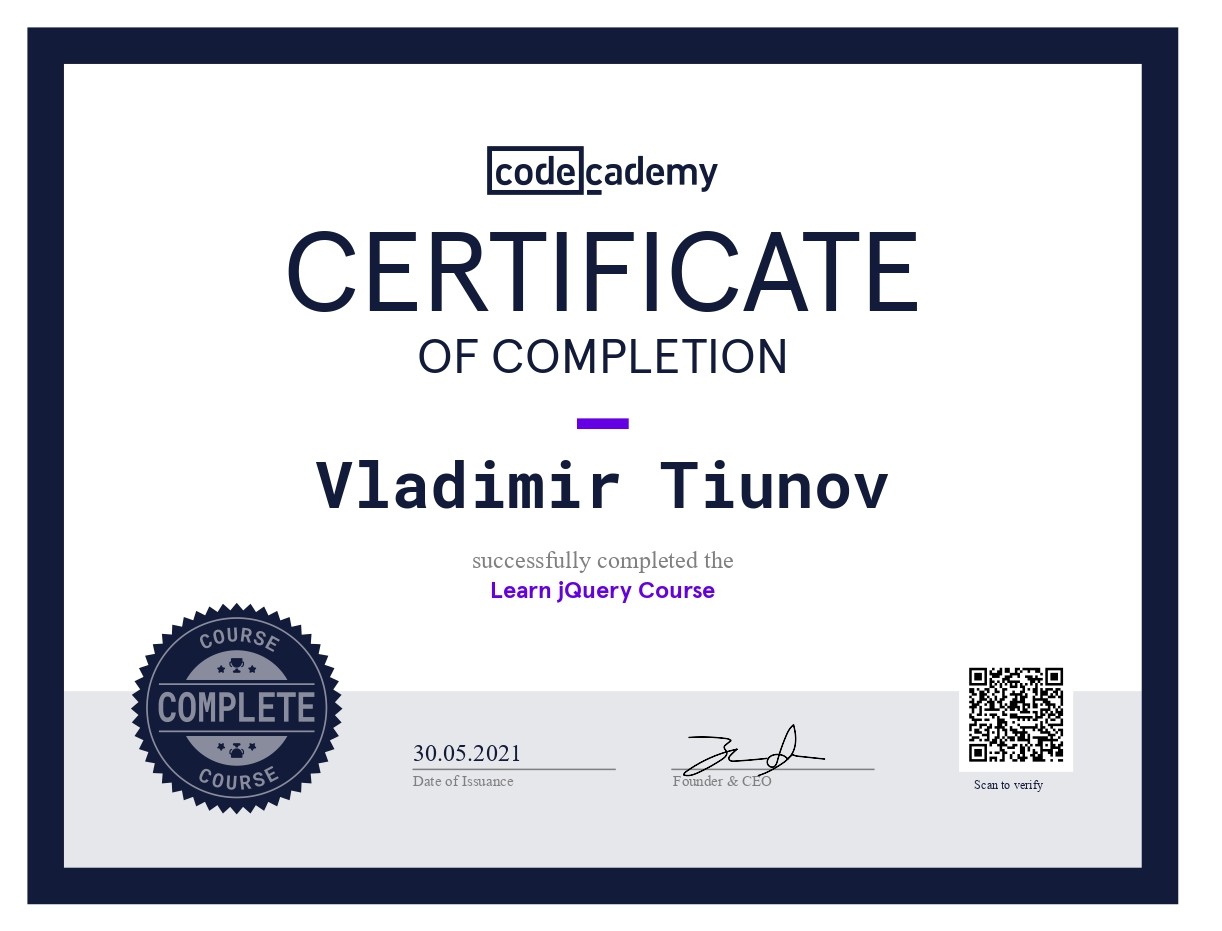 codecademy
CERTIFICATE
OF COMPLETION
Vladimir Tiunov
successfully completed the
Learn jQuery Course
COURSE
COMPLETE
COURSE
30.05.2021
Date of Issuance
Founder & CEO
Scan to verify